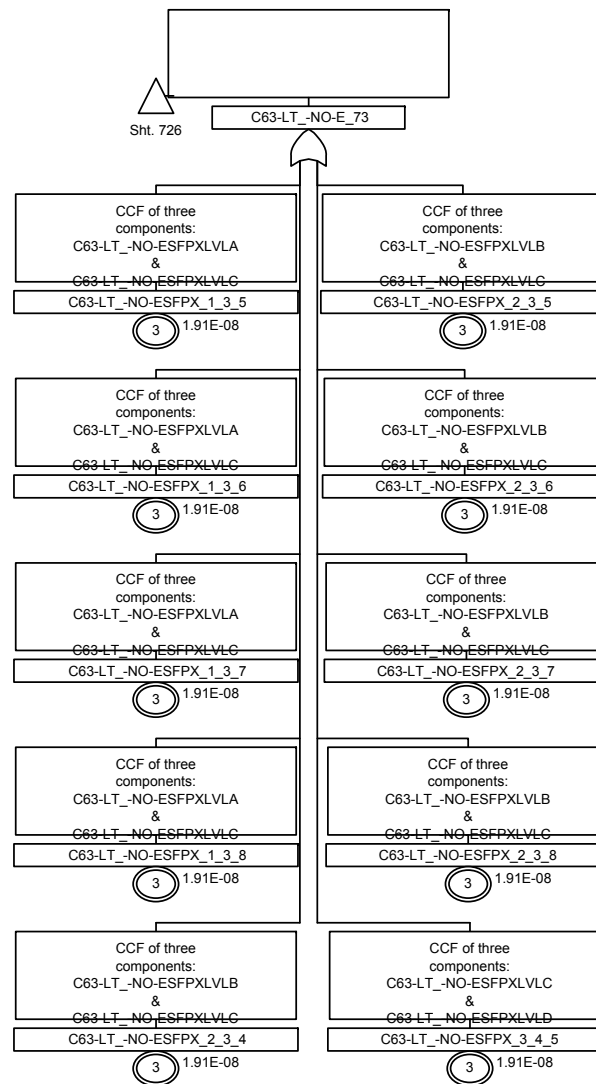 Sht. 726
C63-LT_-NO-E_73
CCF of three
components:
C63-LT_-NO-ESFPXLVLA
&
C63-LT_-NO-ESFPXLVLC
C63-LT_-NO-ESFPX_1_3_5
3
1.91E-08
CCF of three
components:
C63-LT_-NO-ESFPXLVLB
&
C63-LT_-NO-ESFPXLVLC
C63-LT_-NO-ESFPX_2_3_5
3
1.91E-08
CCF of three
components:
C63-LT_-NO-ESFPXLVLA
&
C63-LT_-NO-ESFPXLVLC
C63-LT_-NO-ESFPX_1_3_6
3
1.91E-08
CCF of three
components:
C63-LT_-NO-ESFPXLVLB
&
C63-LT_-NO-ESFPXLVLC
C63-LT_-NO-ESFPX_2_3_6
3
1.91E-08
CCF of three
components:
C63-LT_-NO-ESFPXLVLA
&
C63-LT_-NO-ESFPXLVLC
C63-LT_-NO-ESFPX_1_3_7
3
1.91E-08
CCF of three
components:
C63-LT_-NO-ESFPXLVLB
&
C63-LT_-NO-ESFPXLVLC
C63-LT_-NO-ESFPX_2_3_7
3
1.91E-08
CCF of three
components:
C63-LT_-NO-ESFPXLVLA
&
C63-LT_-NO-ESFPXLVLC
C63-LT_-NO-ESFPX_1_3_8
3
1.91E-08
CCF of three
components:
C63-LT_-NO-ESFPXLVLB
&
C63-LT_-NO-ESFPXLVLC
C63-LT_-NO-ESFPX_2_3_8
3
1.91E-08
CCF of three
components:
C63-LT_-NO-ESFPXLVLB
&
C63-LT_-NO-ESFPXLVLC
C63-LT_-NO-ESFPX_2_3_4
3
1.91E-08
CCF of three
components:
C63-LT_-NO-ESFPXLVLC
&
C63-LT_-NO-ESFPXLVLD
C63-LT_-NO-ESFPX_3_4_5
3
1.91E-08